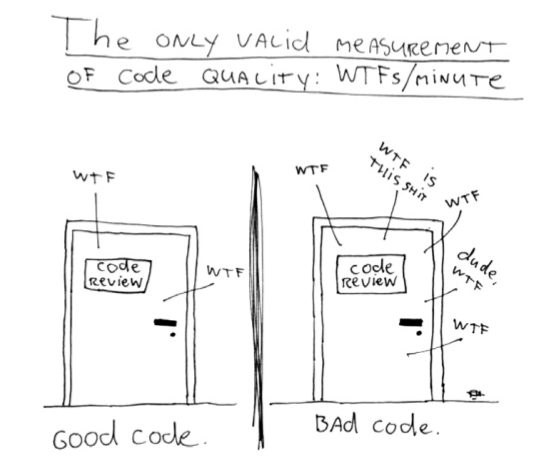 The ONLY VALID MEASUREMENT
OF Code QUALITY: WTFs/MINUTE
WTF
Code
REVIEW
WTF
GOOD CODE.
WTF
WTF is
THIS SHIT
WTF
Code
REVIEW
dude,
WTF
WTF
BAD CODE.